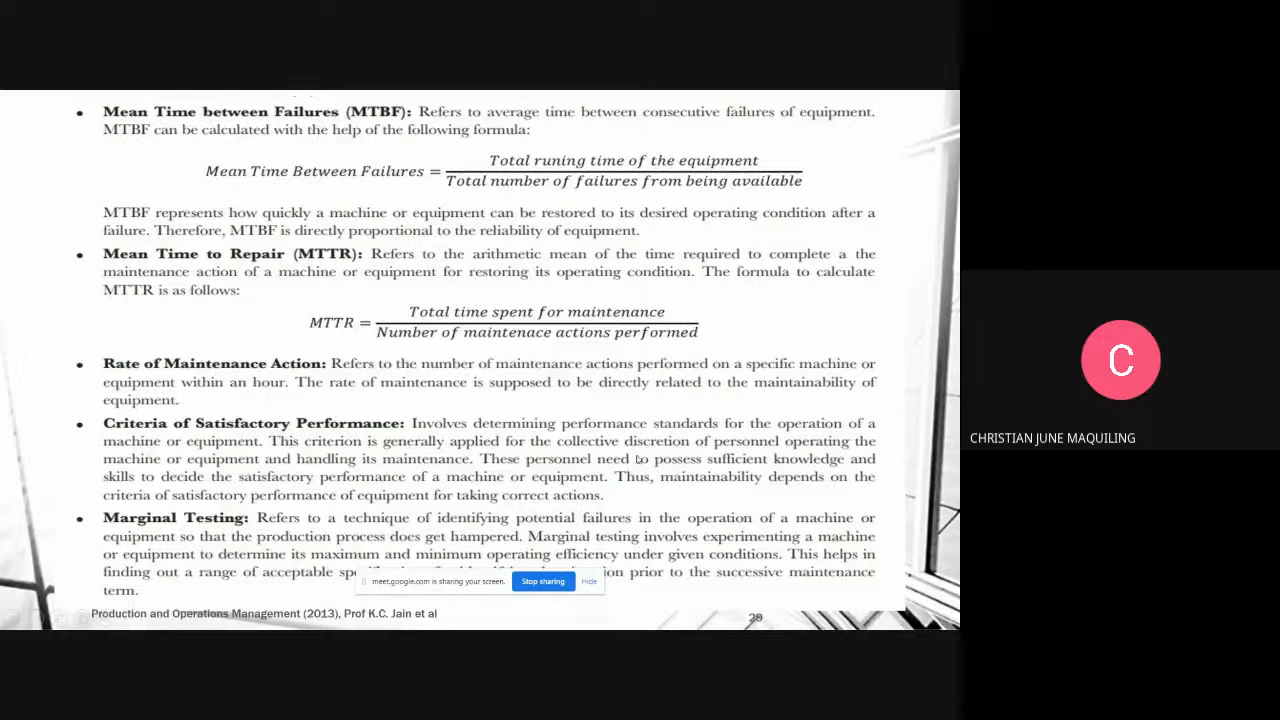 • Mean Time between Failures (MTBF): Refers to average time between consecutive failures of equipment.
MTBF can be calculated with the help of the following formula:
Mean Time Between Failures = Total runing time of the equipment
Total number of failures from being available
MTBF represents how quickly a machine or equipment can be restored to its desired operating condition after a
failure. Therefore, MTBF is directly proportional to the reliability of equipment.
• Mean Time to Repair (MTTR): Refers to the arithmetic mean of the time required to complete a the
maintenance action of a machine or equipment for restoring its operating condition. The formula to calculate
MTTR is as follows:
MTTR = Total time spent for maintenance
Number of maintenace actions performed
• Rate of Maintenance Action: Refers to the number of maintenance actions performed on a specific machine or
equipment within an hour. The rate of maintenance is supposed to be directly related to the maintainability of
equipment.
• Criteria of Satisfactory Performance: Involves determining performance standards for the operation of a
machine or equipment. This criterion is generally applied for the collective discretion of personnel operating the
machine or equipment and handling its maintenance. These personnel need to possess sufficient knowledge and
skills to decide the satisfactory performance of a machine or equipment. Thus, maintainability depends on the
criteria of satisfactory performance of equipment for taking correct actions.
• Marginal Testing: Refers to a technique of identifying potential failures in the operation of a machine or
equipment so that the production process does get hampered. Marginal testing involves experimenting a machine
or equipment to determine its maximum and minimum operating efficiency under given conditions. This helps in
finding out a range of acceptable prior to the successive maintenance
term.
meet.google.com is sharing your screen. Stop sharing Hide
Production and Operations Management (2013), Prof K.C. Jain et al
29
C
CHRISTIAN JUNE MAQUILING